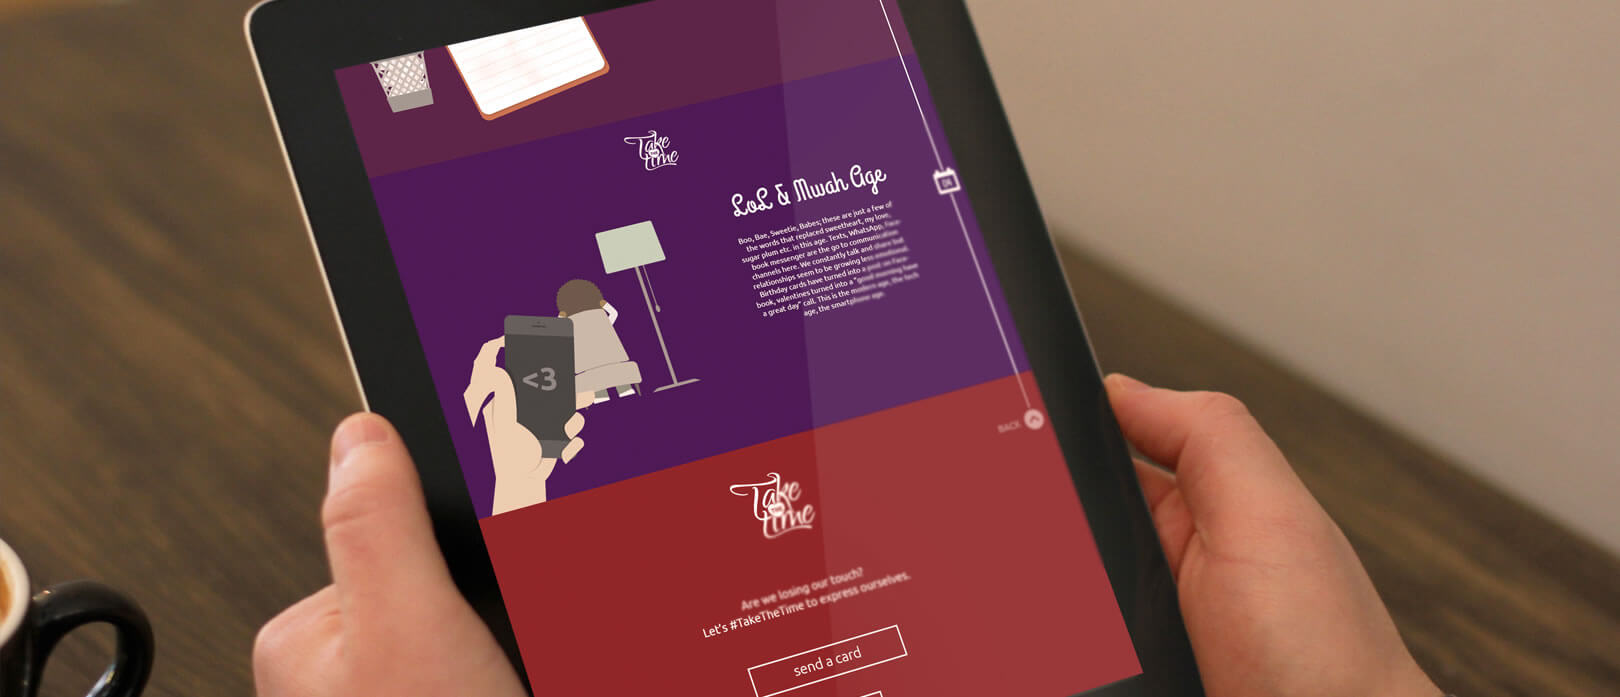 Take
the
time
LoL & Mwah Age
Boo, Bae, Sweetie, Babes; these are just a few of
the words that replaced sweetheart, my love,
sugar plum etc. in this age. Texts, WhatsApp, Face-
book messenger are the go to communication
channels here. We constantly talk and share but
relationships seem to be growing less emotional.
Birthday cards have turned into a post on Face-
book, valentines turned into a "good morning have
a great day" call. This is the modern age, the tech
age, the smartphone age.
04
<3
BACK
Take
the
time
Are we losing our touch?
Let's #TakeTheTime to express ourselves.
send a card